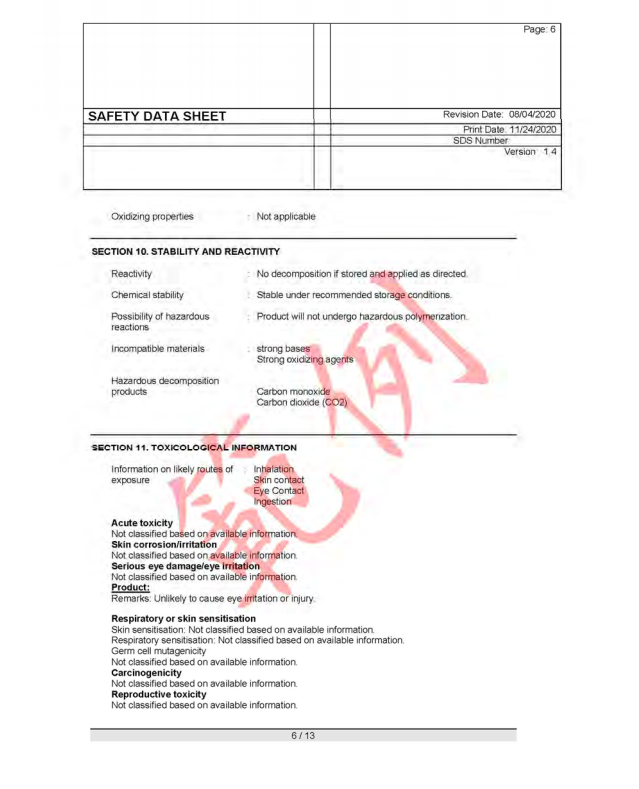 Page: 6
SAFETY DATA SHEET
Revision Date: 08/04/2020
Print Date: 11/24/2020
SDS Number
Version 1.4
Oxidizing properties : Not applicable
SECTION 10. STABILITY AND REACTIVITY
Reactivity : No decomposition if stored and applied as directed.
Chemical stability : Stable under recommended storage conditions.
Possibility of hazardous : Product will not undergo hazardous polymerization.
reactions
Incompatible materials : strong bases
Strong oxidizing agents
Hazardous decomposition
products Carbon monoxide
Carbon dioxide (CO2)
SECTION 11. TOXICOLOGICAL INFORMATION
Information on likely routes of : Inhalation
exposure Skin contact
Eye Contact
Ingestion
Acute toxicity
Not classified based on available information.
Skin corrosion/irritation
Not classified based on available information.
Serious eye damage/eye irritation
Not classified based on available information.
Product:
Remarks: Unlikely to cause eye irritation or injury.
Respiratory or skin sensitisation
Skin sensitisation: Not classified based on available information.
Respiratory sensitisation: Not classified based on available information.
Germ cell mutagenicity
Not classified based on available information.
Carcinogenicity
Not classified based on available information.
Reproductive toxicity
Not classified based on available information.
6 / 13
範例